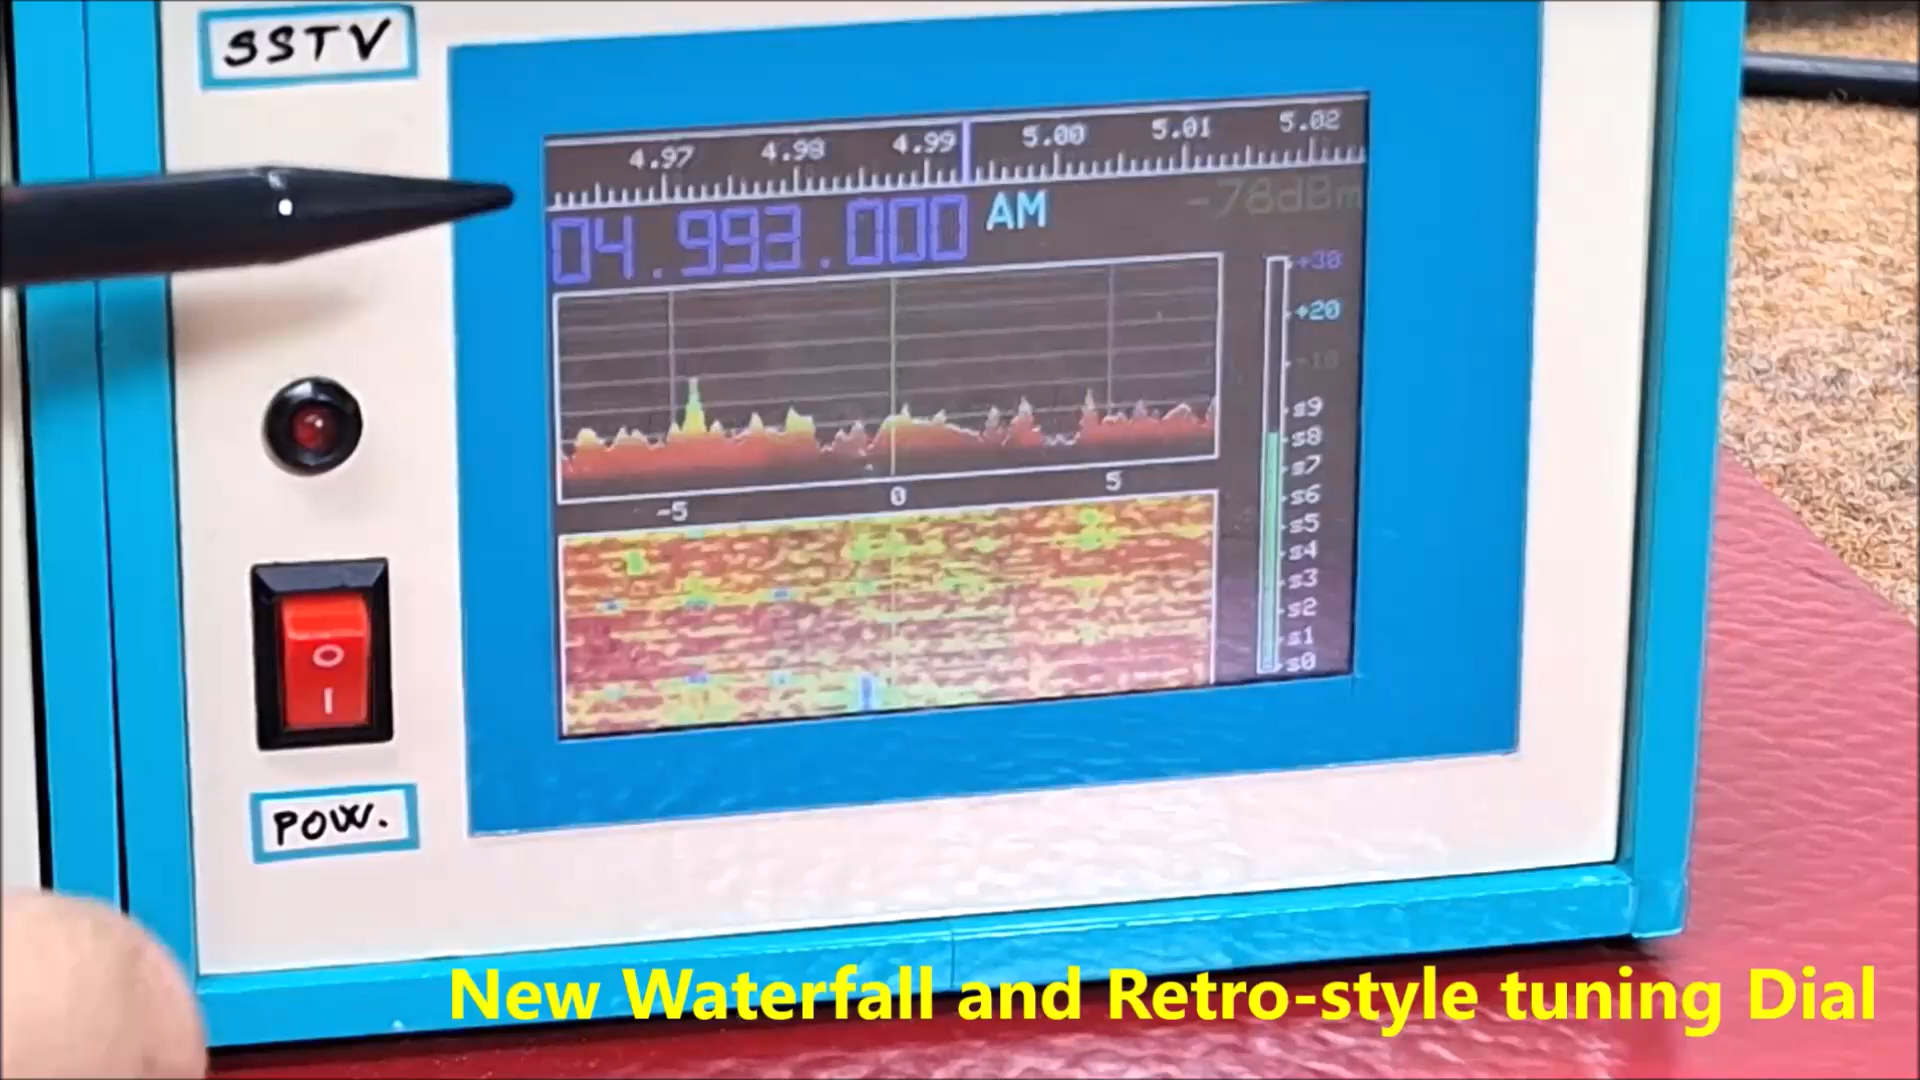 SSTV
4.97 4.98 4.99 5.00 5.01 5.02
04.993.000 AM -78dBm
+30
+20
-10
s9
s8
s7
s6
s5
s4
s3
s2
s1
s0
-5 0 5
O
I
POW.
New Waterfall and Retro-style tuning Dial